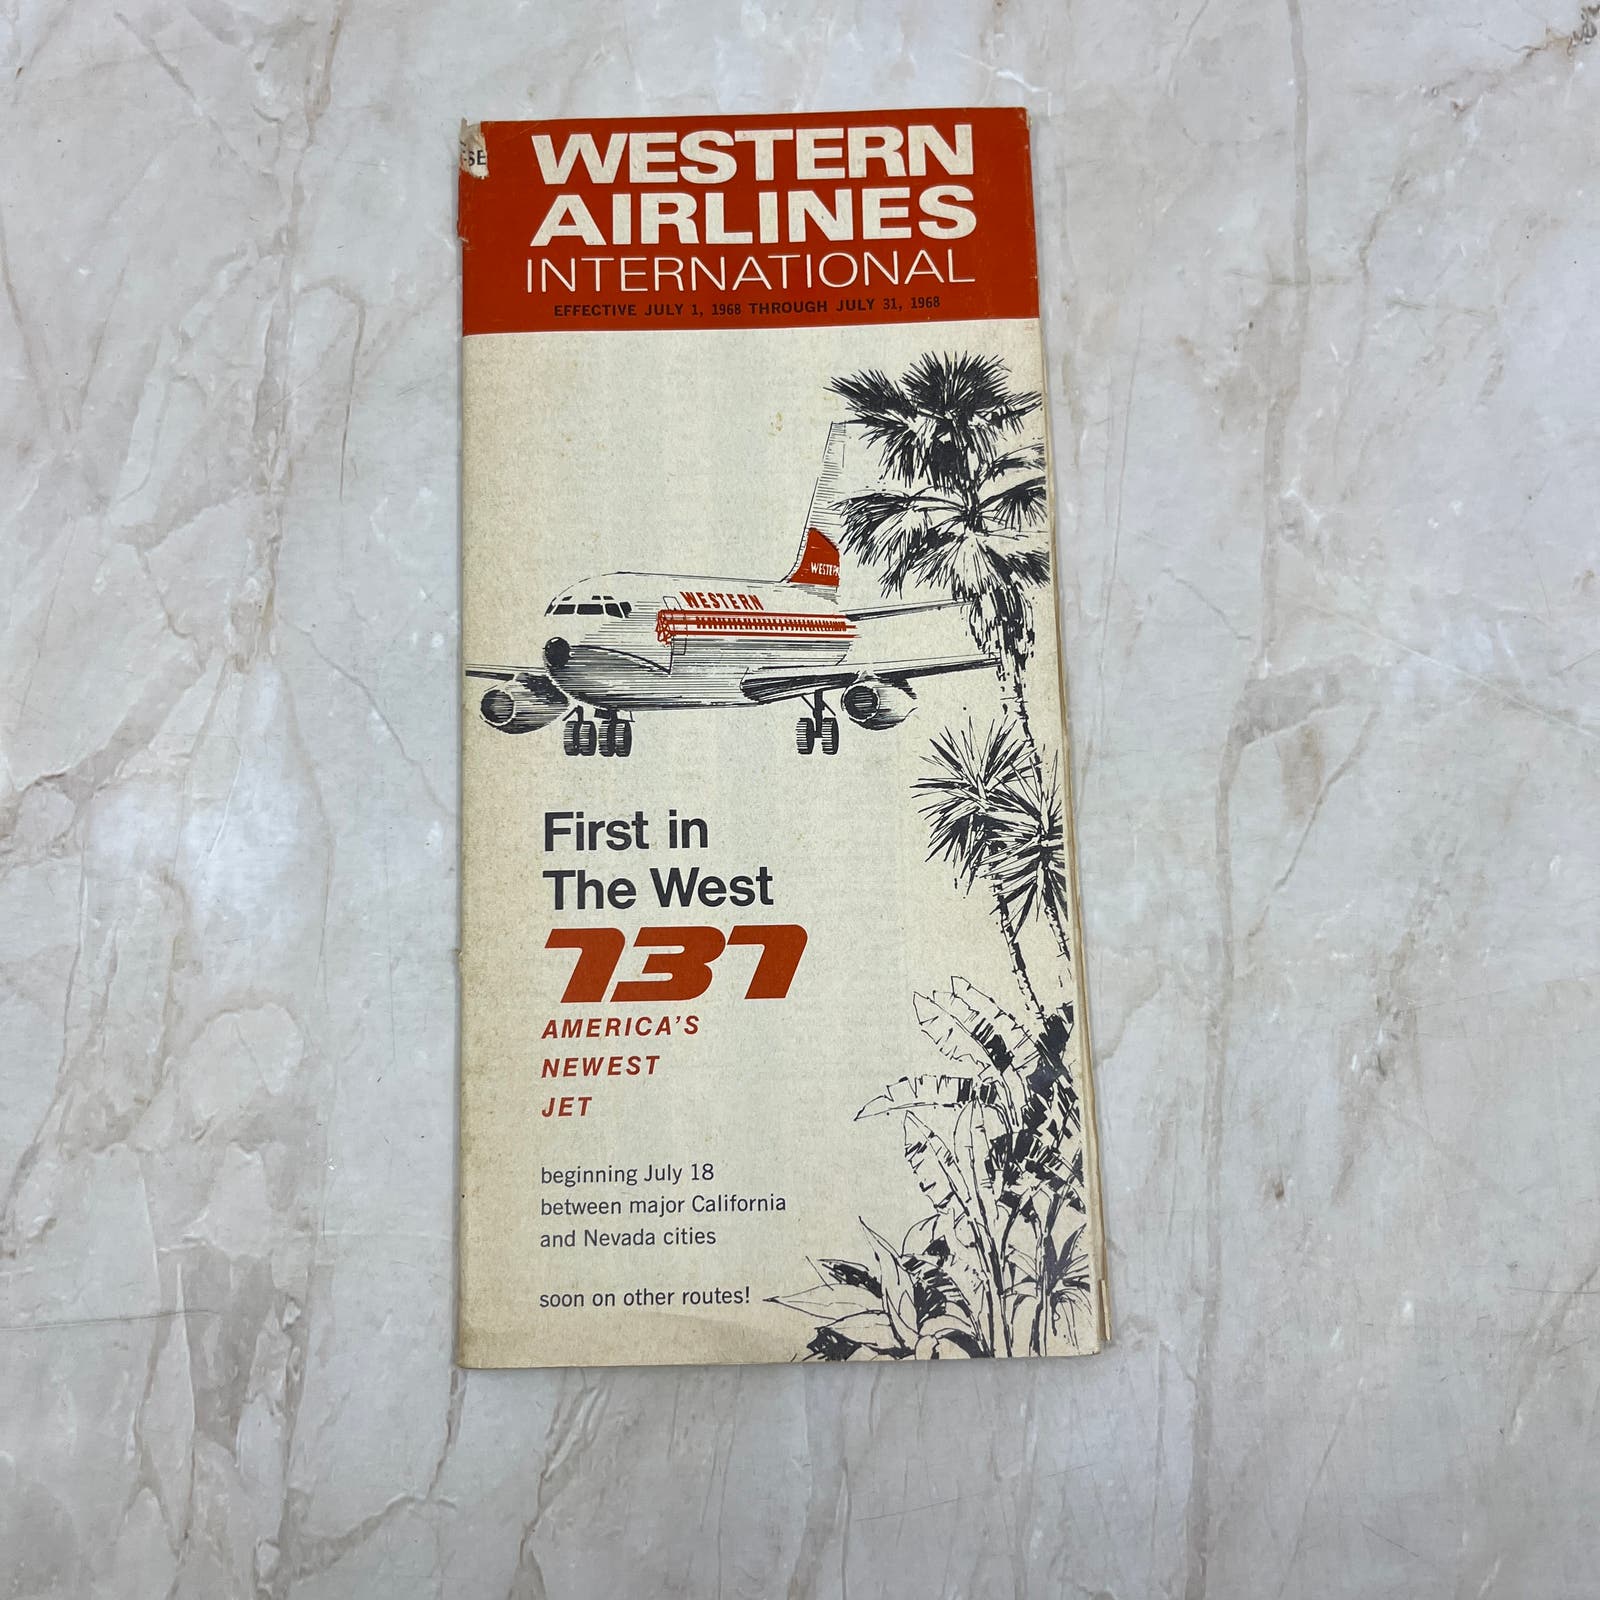 WESTERN
AIRLINES
INTERNATIONAL
EFFECTIVE JULY 1, 1968 THROUGH JULY 31, 1968
WESTERN
WESTERN
First in
The West
737
AMERICA'S
NEWEST
JET
beginning July 18
between major California
and Nevada cities
soon on other routes!